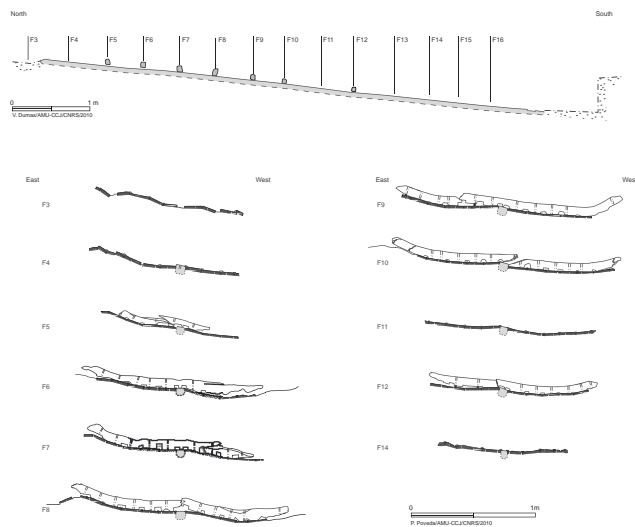 North South
F3 F4 F5 F6 F7 F8 F9 F10 F11 F12 F13 F14 F15 F16
0 1 m
V. Dumas/AMU-CCJ/CNRS/2010
East West East Wes
F3 F9
F4 F10
F5 F11
F6 F12
F7 F14
F8
0 1m
P. Poveda/AMU-CCJ/CNRS/2010